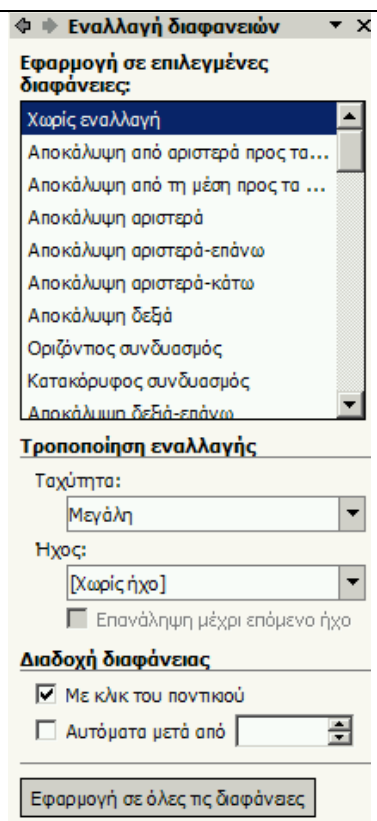 Εναλλαγή διαφανειών
Εφαρμογή σε επιλεγμένες
διαφάνειες:
Χωρίς εναλλαγή
Αποκάλυψη από αριστερά προς τα...
Αποκάλυψη από τη μέση προς τα ...
Αποκάλυψη αριστερά
Αποκάλυψη αριστερά-επάνω
Αποκάλυψη αριστερά-κάτω
Αποκάλυψη δεξιά
Οριζόντιος συνδυασμός
Κατακόρυφος συνδυασμός
Αποκάλυψη δεξιά-επάνω
Τροποποίηση εναλλαγής
Ταχύτητα:
Μεγάλη
Ήχος:
[Χωρίς ήχο]
Επανάληψη μέχρι επόμενο ήχο
Διαδοχή διαφάνειας
Με κλικ του ποντικιού
Αυτόματα μετά από
Εφαρμογή σε όλες τις διαφάνειες